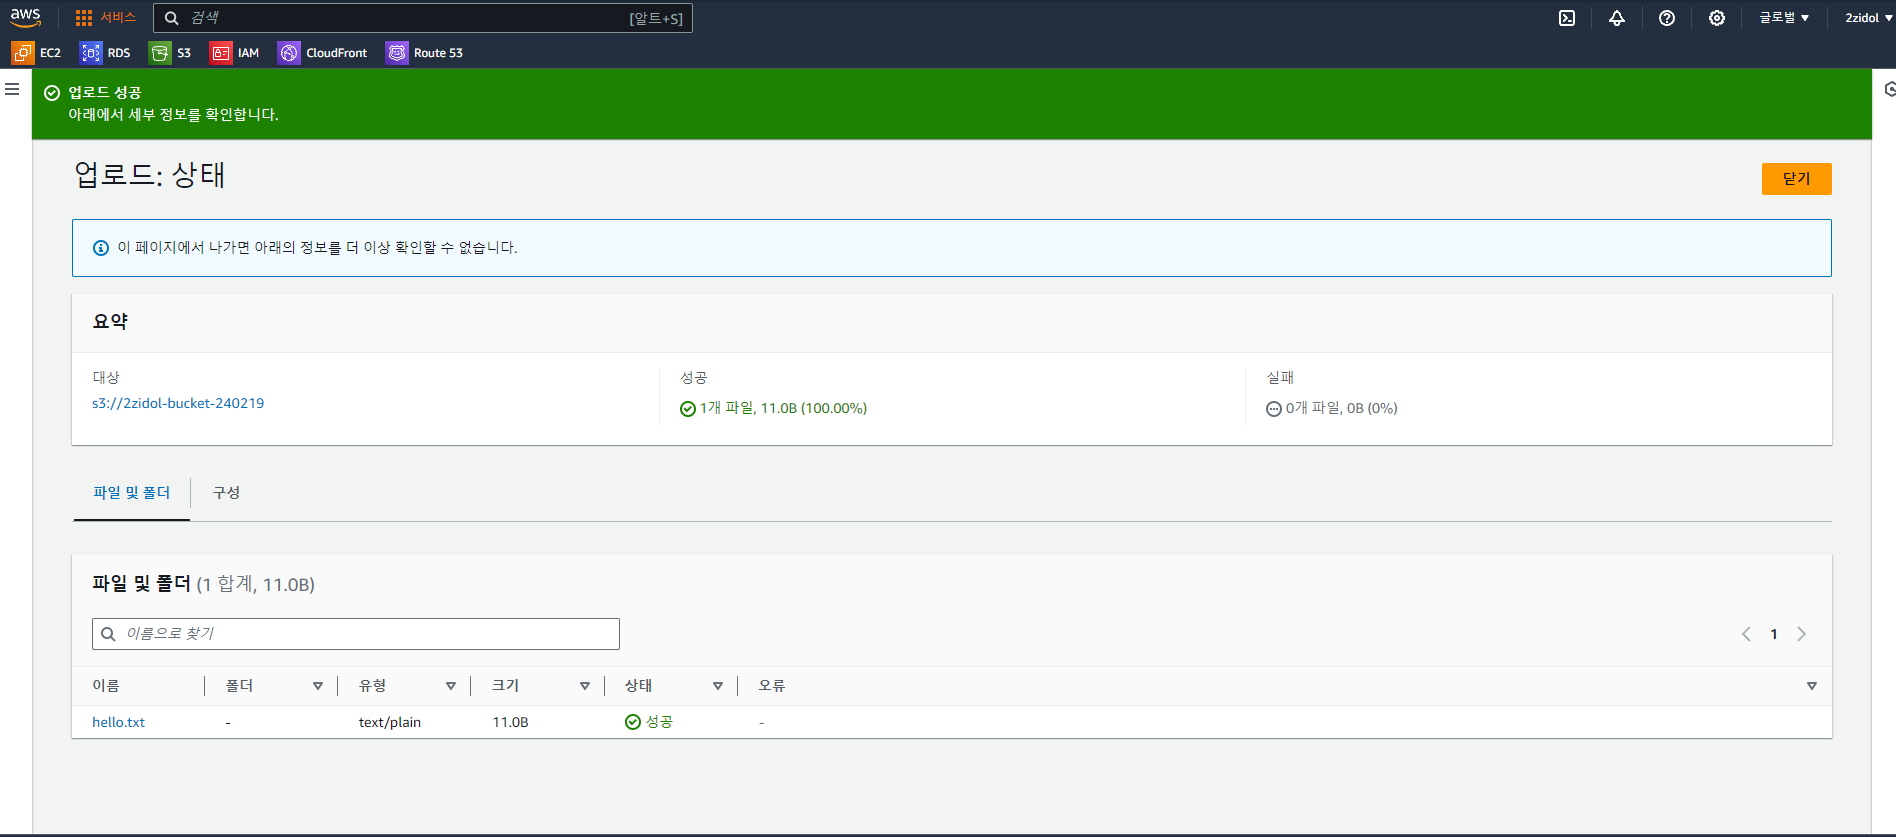 aws 서비스 검색 [알트+S] 글로벌 2zidol
EC2 RDS S3 IAM CloudFront Route 53
업로드 성공
아래에서 세부 정보를 확인합니다.
업로드: 상태
닫기
이 페이지에서 나가면 아래의 정보를 더 이상 확인할 수 없습니다.
요약
대상 성공 실패
s3://2zidol-bucket-240219 1개 파일, 11.0B (100.00%) 0개 파일, 0B (0%)
파일 및 폴더 구성
파일 및 폴더 (1 합계, 11.0B)
이름으로 찾기 1
이름 폴더 유형 크기 상태 오류
hello.txt - text/plain 11.0B 성공 -